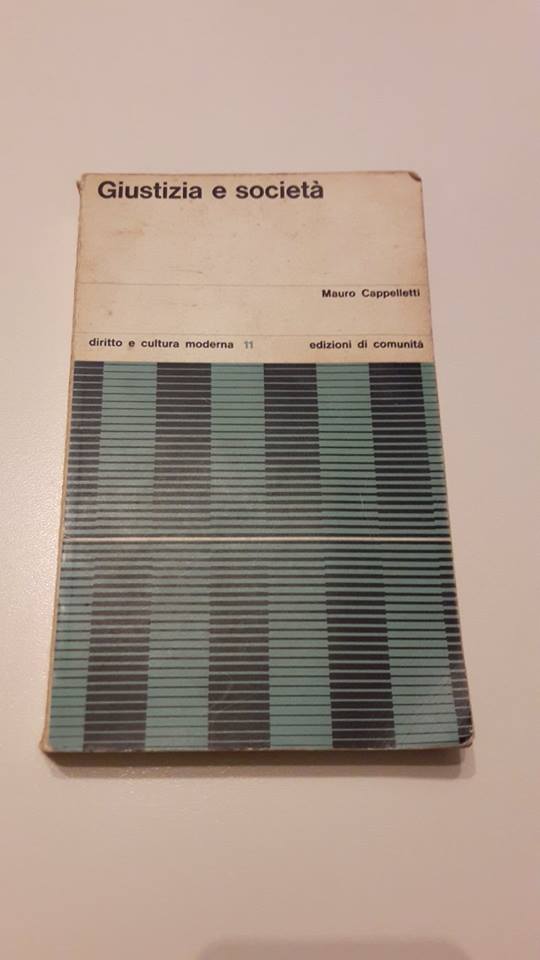 Giustizia e società
Mauro Cappelletti
diritto e cultura moderna 11 edizioni di comunità